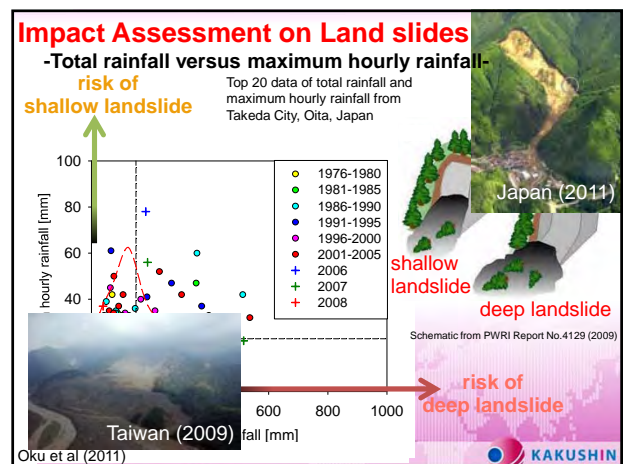 Impact Assessment on Land slides
-Total rainfall versus maximum hourly rainfall-
risk of
shallow landslide
Top 20 data of total rainfall and
maximum hourly rainfall from
Takeda City, Oita, Japan
Japan (2011)
100
80
60
40
hourly rainfall [mm]
1976-1980
1981-1985
1986-1990
1991-1995
1996-2000
2001-2005
2006
2007
2008
shallow
landslide
deep landslide
Schematic from PWRI Report No.4129 (2009)
600
800
1000
fall [mm]
risk of
deep landslide
Taiwan (2009)
Oku et al (2011)
KAKUSHIN